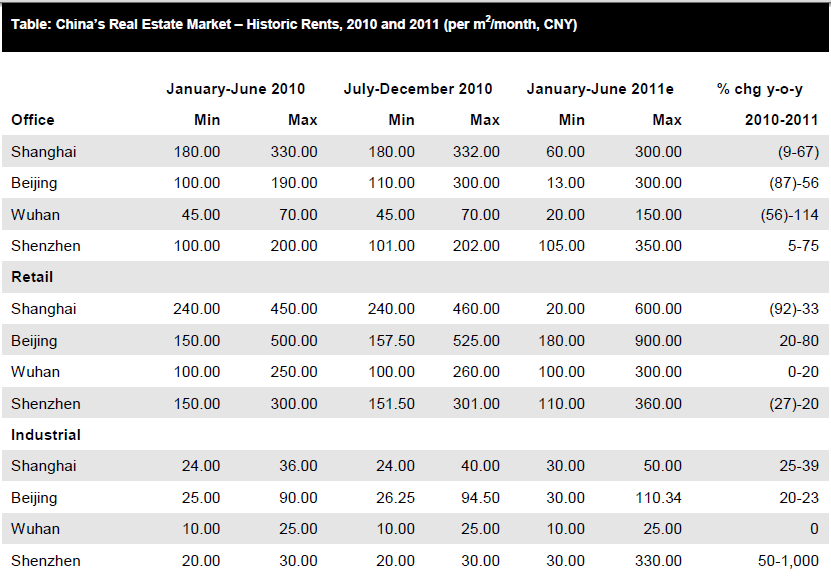 Table: China's Real Estate Market – Historic Rents, 2010 and 2011 (per m²/month, CNY)
January-June 2010 July-December 2010 January-June 2011e % chg y-o-y
Office Min Max Min Max Min Max 2010-2011
Shanghai 180.00 330.00 180.00 332.00 60.00 300.00 (9-67)
Beijing 100.00 190.00 110.00 300.00 13.00 300.00 (87)-56
Wuhan 45.00 70.00 45.00 70.00 20.00 150.00 (56)-114
Shenzhen 100.00 200.00 101.00 202.00 105.00 350.00 5-75
Retail
Shanghai 240.00 450.00 240.00 460.00 20.00 600.00 (92)-33
Beijing 150.00 500.00 157.50 525.00 180.00 900.00 20-80
Wuhan 100.00 250.00 100.00 260.00 100.00 300.00 0-20
Shenzhen 150.00 300.00 151.50 301.00 110.00 360.00 (27)-20
Industrial
Shanghai 24.00 36.00 24.00 40.00 30.00 50.00 25-39
Beijing 25.00 90.00 26.25 94.50 30.00 110.34 20-23
Wuhan 10.00 25.00 10.00 25.00 10.00 25.00 0
Shenzhen 20.00 30.00 20.00 30.00 30.00 330.00 50-1,000